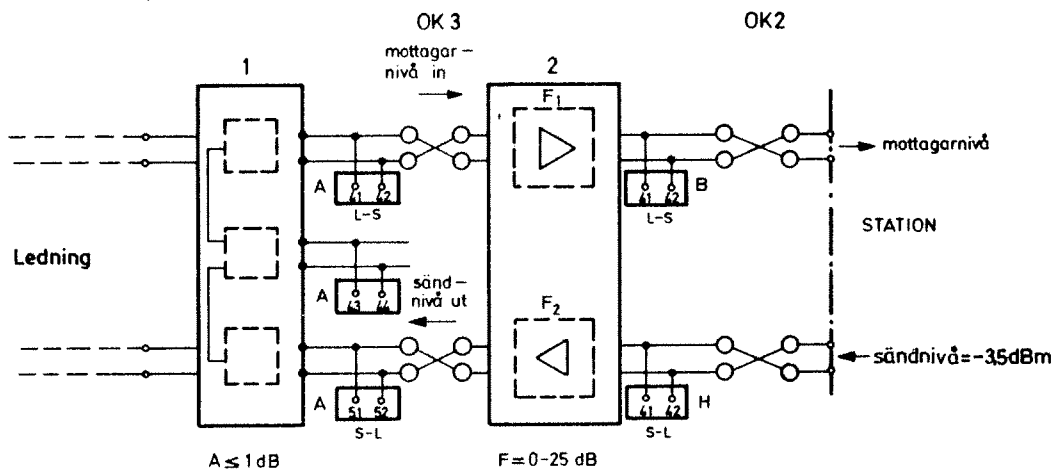 OK 3
OK2
mottagar-
nivå in
1
2
F1
mottagarnivå
A
41 42
L-S
B
41 42
L-S
STATION
Ledning
A
43 44
sänd-
nivå ut
F2
sändnivå=-3,5dBm
A
51 52
S-L
H
41 42
S-L
A ≤ 1 dB
F = 0-25 dB